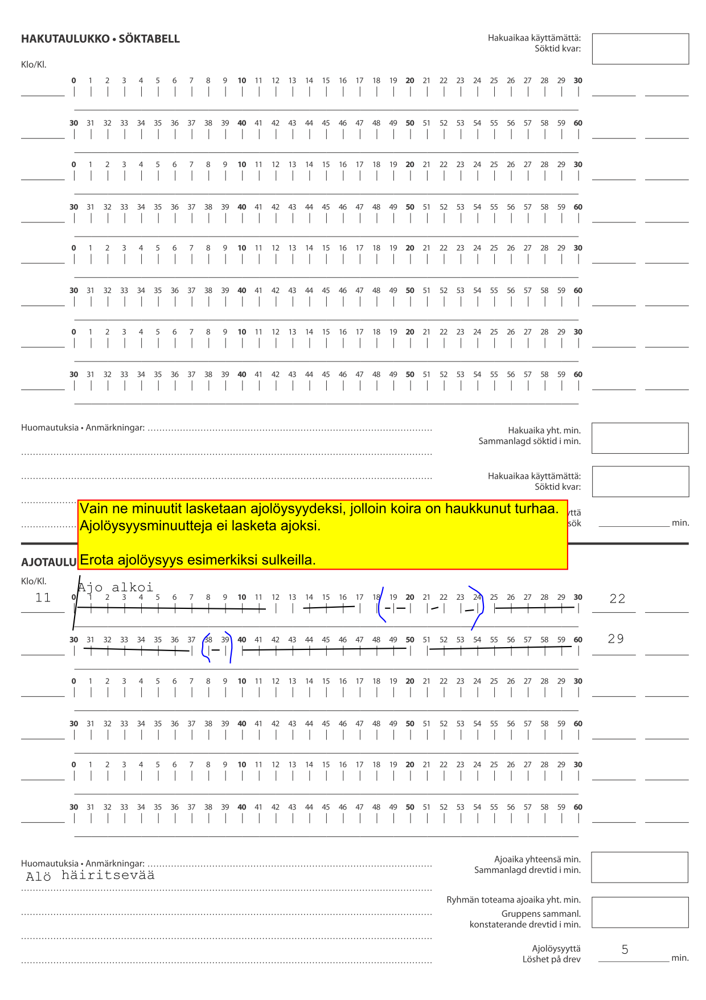 HAKUTAULUKKO • SÖKTABELL
Hakuaikaa käyttämättä:
Söktid kvar:
Klo/Kl.
0 1 2 3 4 5 6 7 8 9 10 11 12 13 14 15 16 17 18 19 20 21 22 23 24 25 26 27 28 29 30
30 31 32 33 34 35 36 37 38 39 40 41 42 43 44 45 46 47 48 49 50 51 52 53 54 55 56 57 58 59 60
0 1 2 3 4 5 6 7 8 9 10 11 12 13 14 15 16 17 18 19 20 21 22 23 24 25 26 27 28 29 30
30 31 32 33 34 35 36 37 38 39 40 41 42 43 44 45 46 47 48 49 50 51 52 53 54 55 56 57 58 59 60
0 1 2 3 4 5 6 7 8 9 10 11 12 13 14 15 16 17 18 19 20 21 22 23 24 25 26 27 28 29 30
30 31 32 33 34 35 36 37 38 39 40 41 42 43 44 45 46 47 48 49 50 51 52 53 54 55 56 57 58 59 60
0 1 2 3 4 5 6 7 8 9 10 11 12 13 14 15 16 17 18 19 20 21 22 23 24 25 26 27 28 29 30
30 31 32 33 34 35 36 37 38 39 40 41 42 43 44 45 46 47 48 49 50 51 52 53 54 55 56 57 58 59 60
Huomautuksia • Anmärkningar:
Hakuaika yht. min.
Sammanlagd söktid i min.
Hakuaikaa käyttämättä:
Söktid kvar:
Vain ne minuutit lasketaan ajolöysyydeksi, jolloin koira on haukkunut turhaa.
Ajolöysyysminuutteja ei lasketa ajoksi.
Erota ajolöysyys esimerkiksi sulkeilla.
yttä
sök min.
AJOTAULU
Klo/Kl.
Ajo alkoi
11 0 1 2 3 4 5 6 7 8 9 10 11 12 13 14 15 16 17 18 19 20 21 22 23 24 25 26 27 28 29 30 22
30 31 32 33 34 35 36 37 38 39 40 41 42 43 44 45 46 47 48 49 50 51 52 53 54 55 56 57 58 59 60 29
0 1 2 3 4 5 6 7 8 9 10 11 12 13 14 15 16 17 18 19 20 21 22 23 24 25 26 27 28 29 30
30 31 32 33 34 35 36 37 38 39 40 41 42 43 44 45 46 47 48 49 50 51 52 53 54 55 56 57 58 59 60
0 1 2 3 4 5 6 7 8 9 10 11 12 13 14 15 16 17 18 19 20 21 22 23 24 25 26 27 28 29 30
30 31 32 33 34 35 36 37 38 39 40 41 42 43 44 45 46 47 48 49 50 51 52 53 54 55 56 57 58 59 60
Huomautuksia • Anmärkningar:
Alö häiritsevää
Ajoaika yhteensä min.
Sammanlagd drevtid i min.
Ryhmän toteama ajoaika yht. min.
Gruppens sammanl.
konstaterande drevtid i min.
Ajolöysyyttä
Löshet på drev 5 min.